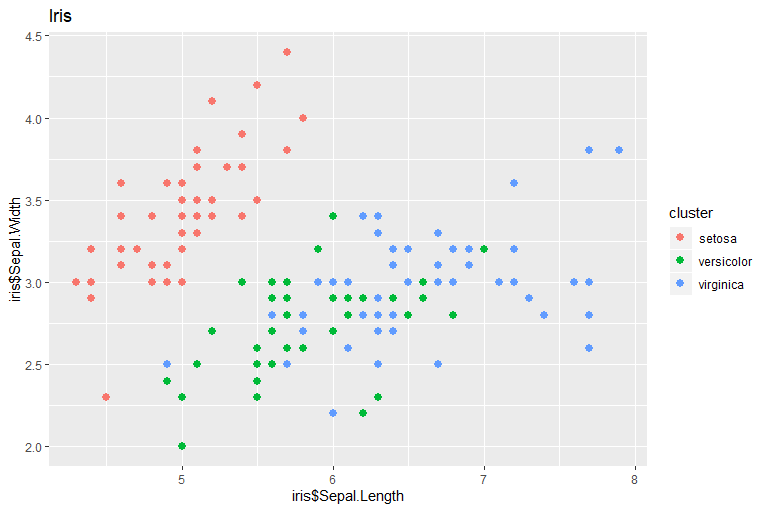 Iris
4.5
4.0
3.5
3.0
2.5
2.0
iris$Sepal.Width
5
6
7
8
iris$Sepal.Length
cluster
setosa
versicolor
virginica